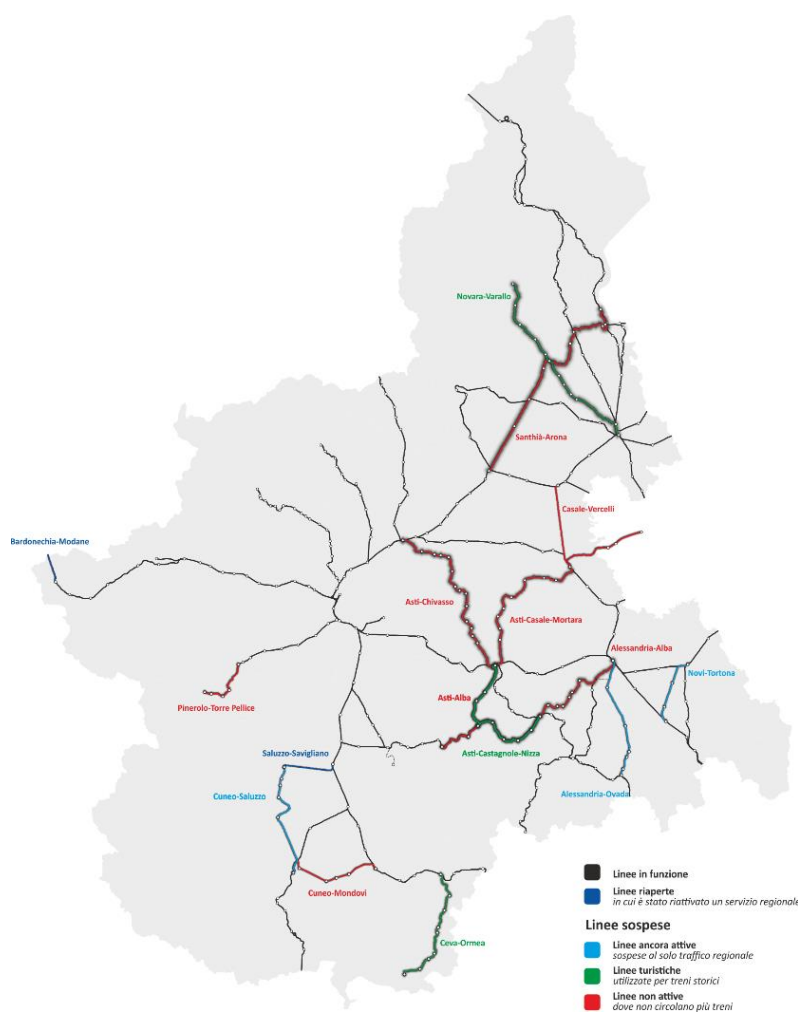 Novara-Varallo
Santhià-Arona
Casale-Vercelli
Bardonechia-Modane
Asti-Chivasso
Asti-Casale-Mortara
Alessandria-Alba
Novi-Tortona
Pinerolo-Torre Pellice
Asti-Alba
Asti-Castagnole-Nizza
Saluzzo-Savigliano
Cuneo-Saluzzo
Alessandria-Ovada
Cuneo-Mondovì
Ceva-Ormea
Linee in funzione
Linee riaperte
in cui è stato riattivato un servizio regionale
Linee sospese
Linee ancora attive
sospese al solo traffico regionale
Linee turistiche
utilizzate per treni storici
Linee non attive
dove non circolano più treni